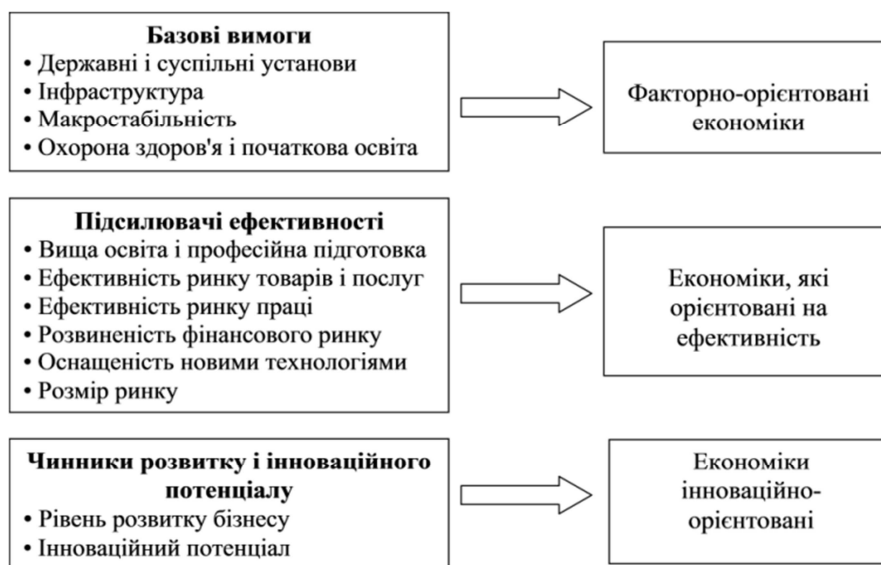 Базові вимоги
• Державні і суспільні установи
• Інфраструктура
• Макростабільність
• Охорона здоров'я і початкова освіта
Факторно-орієнтовані
економіки
Підсилювачі ефективності
• Вища освіта і професійна підготовка
• Ефективність ринку товарів і послуг
• Ефективність ринку праці
• Розвиненість фінансового ринку
• Оснащеність новими технологіями
• Розмір ринку
Економіки, які
орієнтовані на
ефективність
Чинники розвитку і інноваційного
потенціалу
• Рівень розвитку бізнесу
• Інноваційний потенціал
Економіки
інноваційно-
орієнтовані